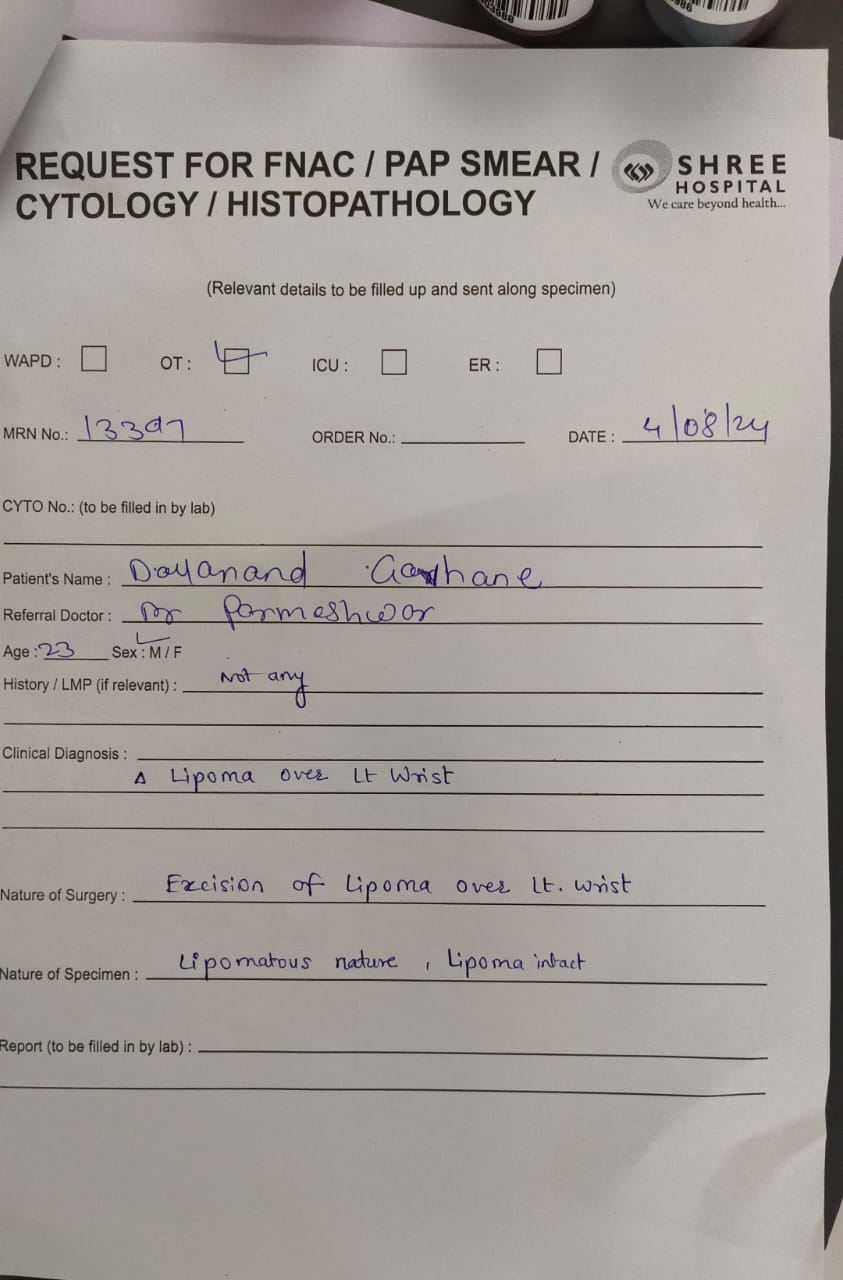 REQUEST FOR FNAC / PAP SMEAR /
CYTOLOGY / HISTOPATHOLOGY
SHREE
HOSPITAL
We care beyond health...
(Relevant details to be filled up and sent along specimen)
WAPD : OT : ICU : ER :
MRN No.: 13397 ORDER No.: DATE : 4/08/24
CYTO No.: (to be filled in by lab)
Patient's Name : Dayanand
Referral Doctor : Dr Parmeshwar
Age : 23 Sex : M / F
History / LMP (if relevant) : Not any
Clinical Diagnosis :
Δ Lipoma over Lt Wrist
Nature of Surgery : Excision of Lipoma over Lt. wrist
Nature of Specimen : Lipomatous nature , Lipoma intact
Report (to be filled in by lab) :